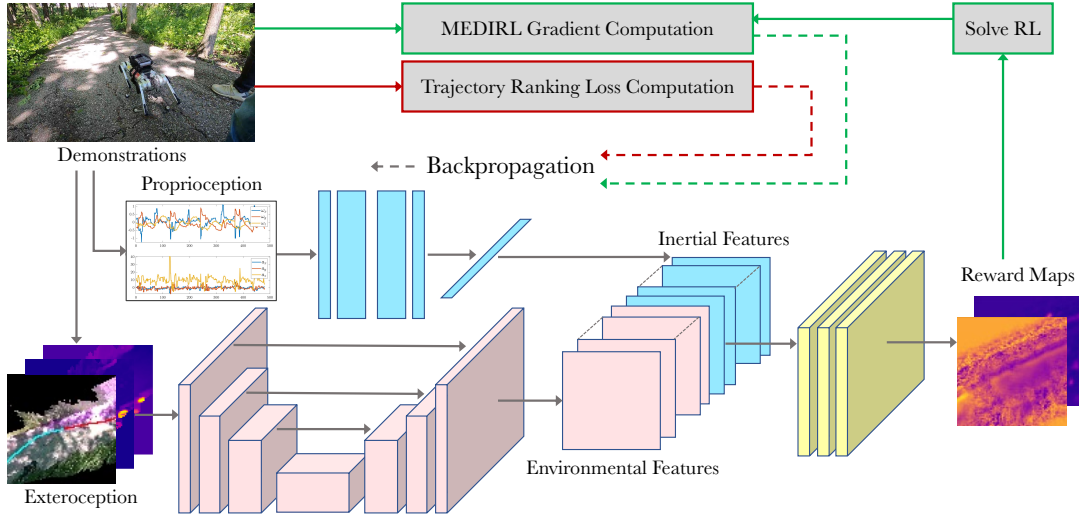 MEDIRL Gradient Computation
Solve RL
Trajectory Ranking Loss Computation
Demonstrations
Backpropagation
Proprioception
Inertial Features
Reward Maps
Environmental Features
Exteroception